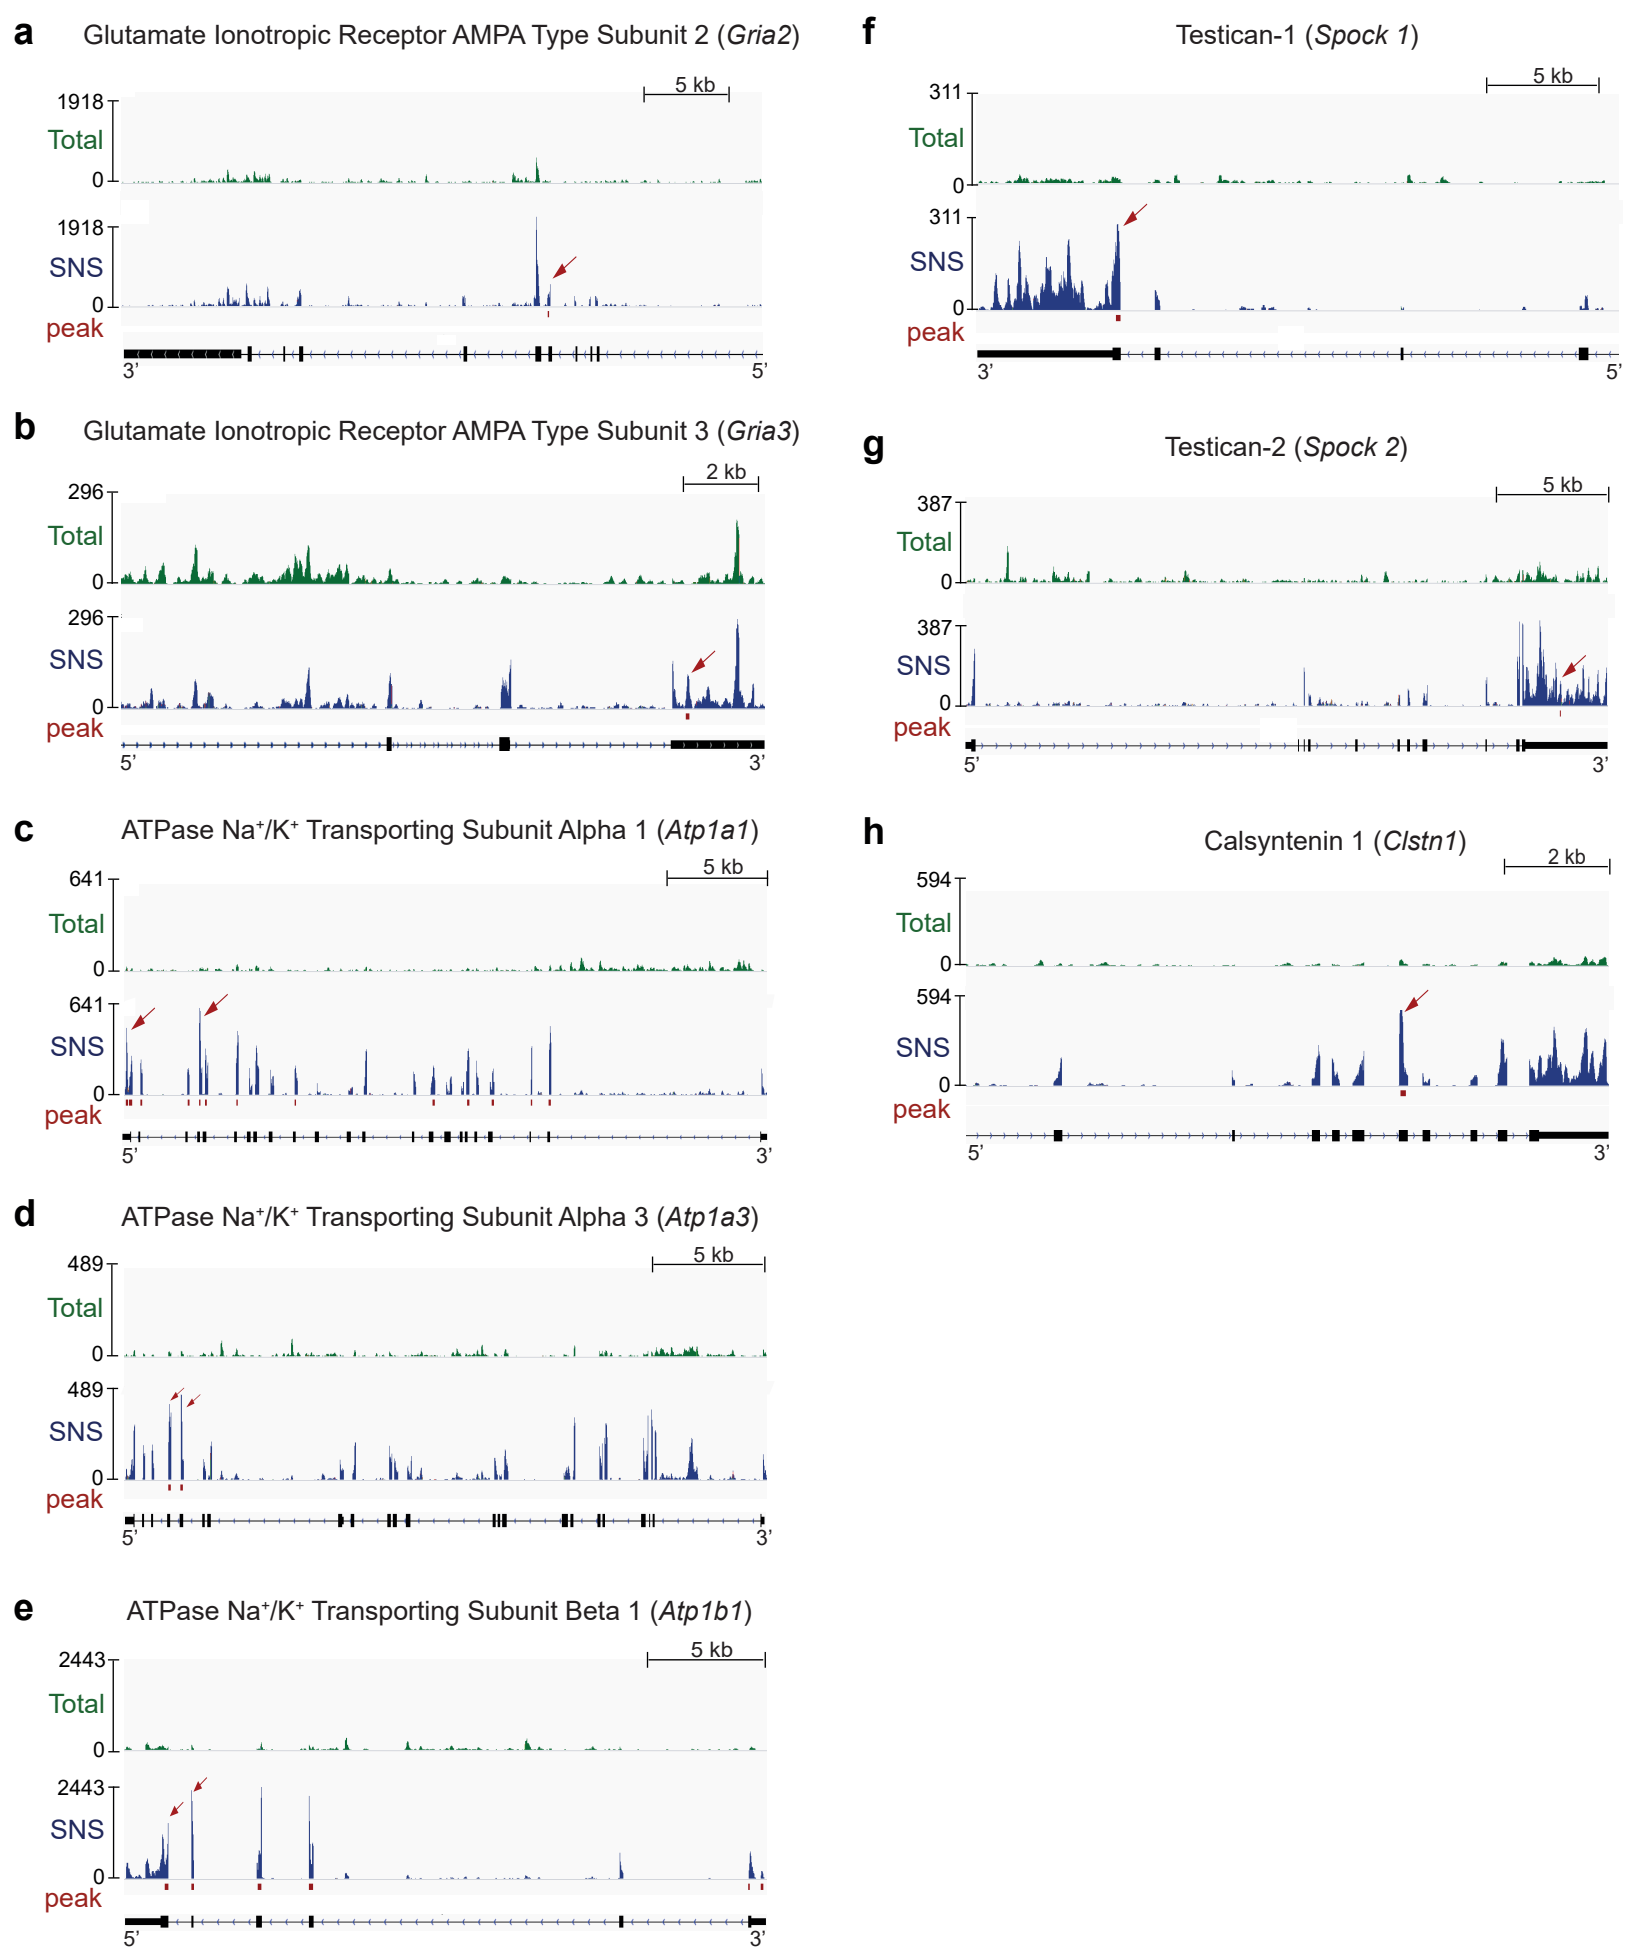 a Glutamate Ionotropic Receptor AMPA Type Subunit 2 (Gria2)
5 kb
1918
Total
0
1918
SNS
0
peak
3’ 5’
b Glutamate Ionotropic Receptor AMPA Type Subunit 3 (Gria3)
2 kb
296
Total
0
296
SNS
0
peak
5’ 3’
c ATPase Na⁺/K⁺ Transporting Subunit Alpha 1 (Atp1a1)
5 kb
641
Total
0
641
SNS
0
peak
5’ 3’
d ATPase Na⁺/K⁺ Transporting Subunit Alpha 3 (Atp1a3)
5 kb
489
Total
0
489
SNS
0
peak
5’ 3’
e ATPase Na⁺/K⁺ Transporting Subunit Beta 1 (Atp1b1)
5 kb
2443
Total
0
2443
SNS
0
peak
5’ 3’
f Testican-1 (Spock 1)
5 kb
311
Total
0
311
SNS
0
peak
3’ 5’
g Testican-2 (Spock 2)
5 kb
387
Total
0
387
SNS
0
peak
5’ 3’
h Calsyntenin 1 (Clstn1)
2 kb
594
Total
0
594
SNS
0
peak
5’ 3’